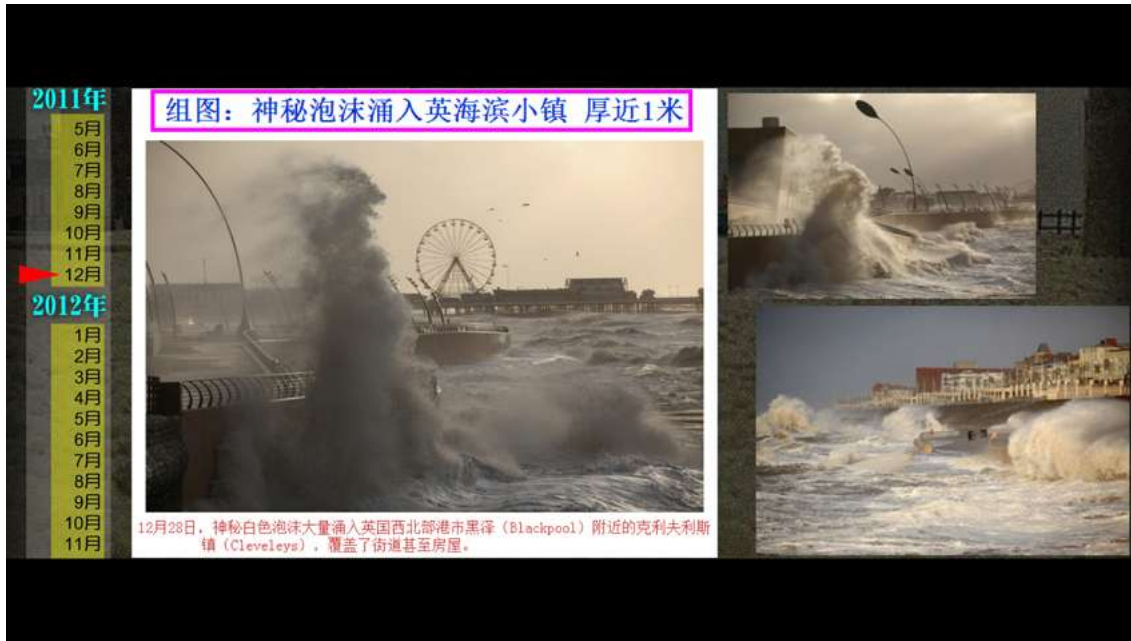 2011年
5月
6月
7月
8月
9月
10月
11月
12月
2012年
1月
2月
3月
4月
5月
6月
7月
8月
9月
10月
11月
组图：神秘泡沫涌入英海滨小镇 厚近1米
12月28日，神秘白色泡沫大量涌入英国西北部港市黑泽（Blackpool）附近的克利夫利斯
镇（Cleveleys），覆盖了街道甚至房屋。